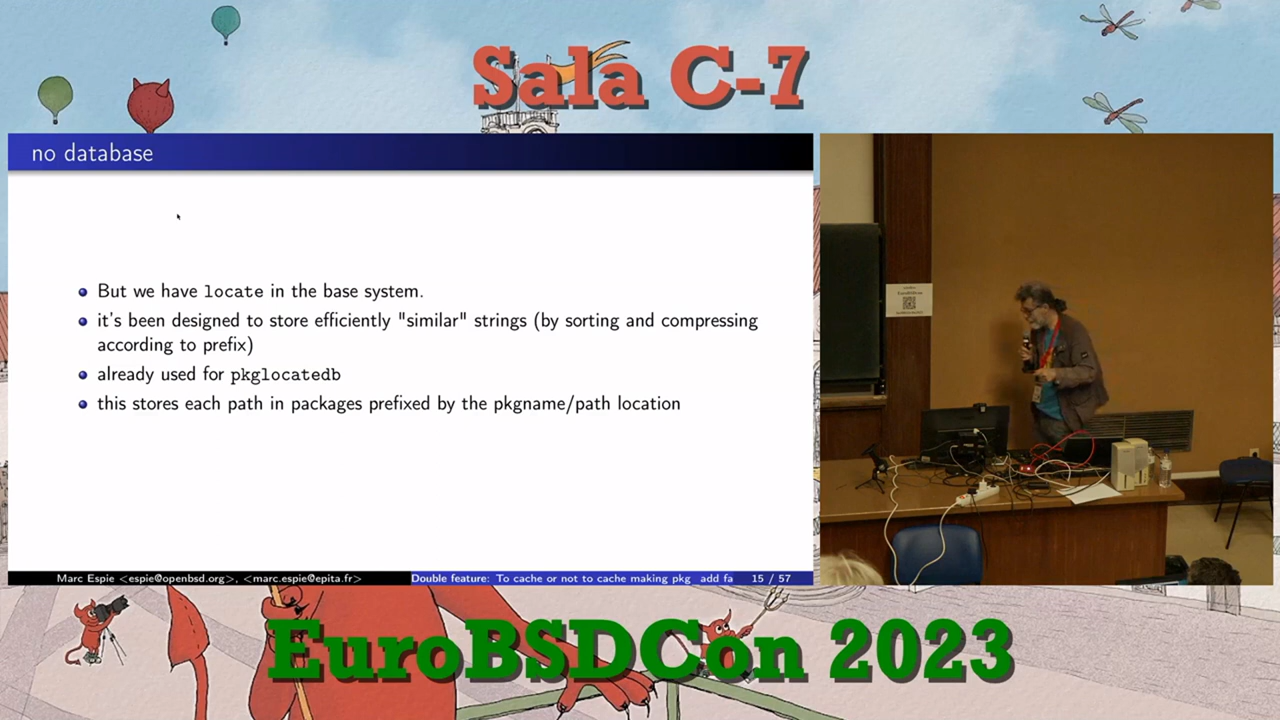 Sala C-7
no database
But we have locate in the base system.
it's been designed to store efficiently "similar" strings (by sorting and compressing
according to prefix)
already used for pkglocatedb
this stores each path in packages prefixed by the pkgname/path location
Marc Espie <espie@openbsd.org>, <marc.espie@epita.fr>
Double feature: To cache or not to cache making pkg_add fa
15 / 57
EuroBSDCon 2023